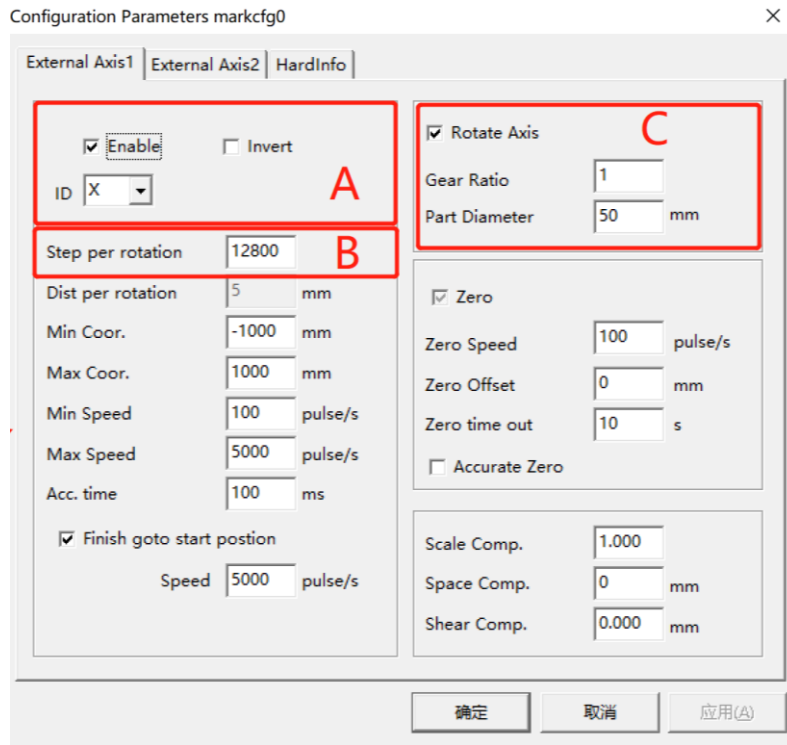 Configuration Parameters markcfg0
External Axis1 External Axis2 HardInfo
Enable Invert
ID X
A
Step per rotation 12800
B
Dist per rotation 5 mm
Min Coor. -1000 mm
Max Coor. 1000 mm
Min Speed 100 pulse/s
Max Speed 5000 pulse/s
Acc. time 100 ms
Finish goto start postion
Speed 5000 pulse/s
Rotate Axis
C
Gear Ratio 1
Part Diameter 50 mm
Zero
Zero Speed 100 pulse/s
Zero Offset 0 mm
Zero time out 10 s
Accurate Zero
Scale Comp. 1.000
Space Comp. 0 mm
Shear Comp. 0.000 mm
确定 取消 应用(A)